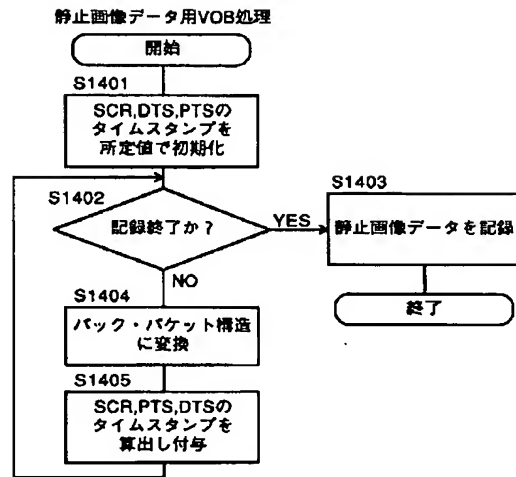 静止画像データ用VOB処理
開始
S1401
SCR,DTS,PTSの
タイムスタンプを
所定値で初期化
S1402
記録終了か?
YES
S1403
静止画像データを記録
終了
NO
S1404
パック・パケット構造
に変換
S1405
SCR,PTS,DTSの
タイムスタンプを
算出し付与